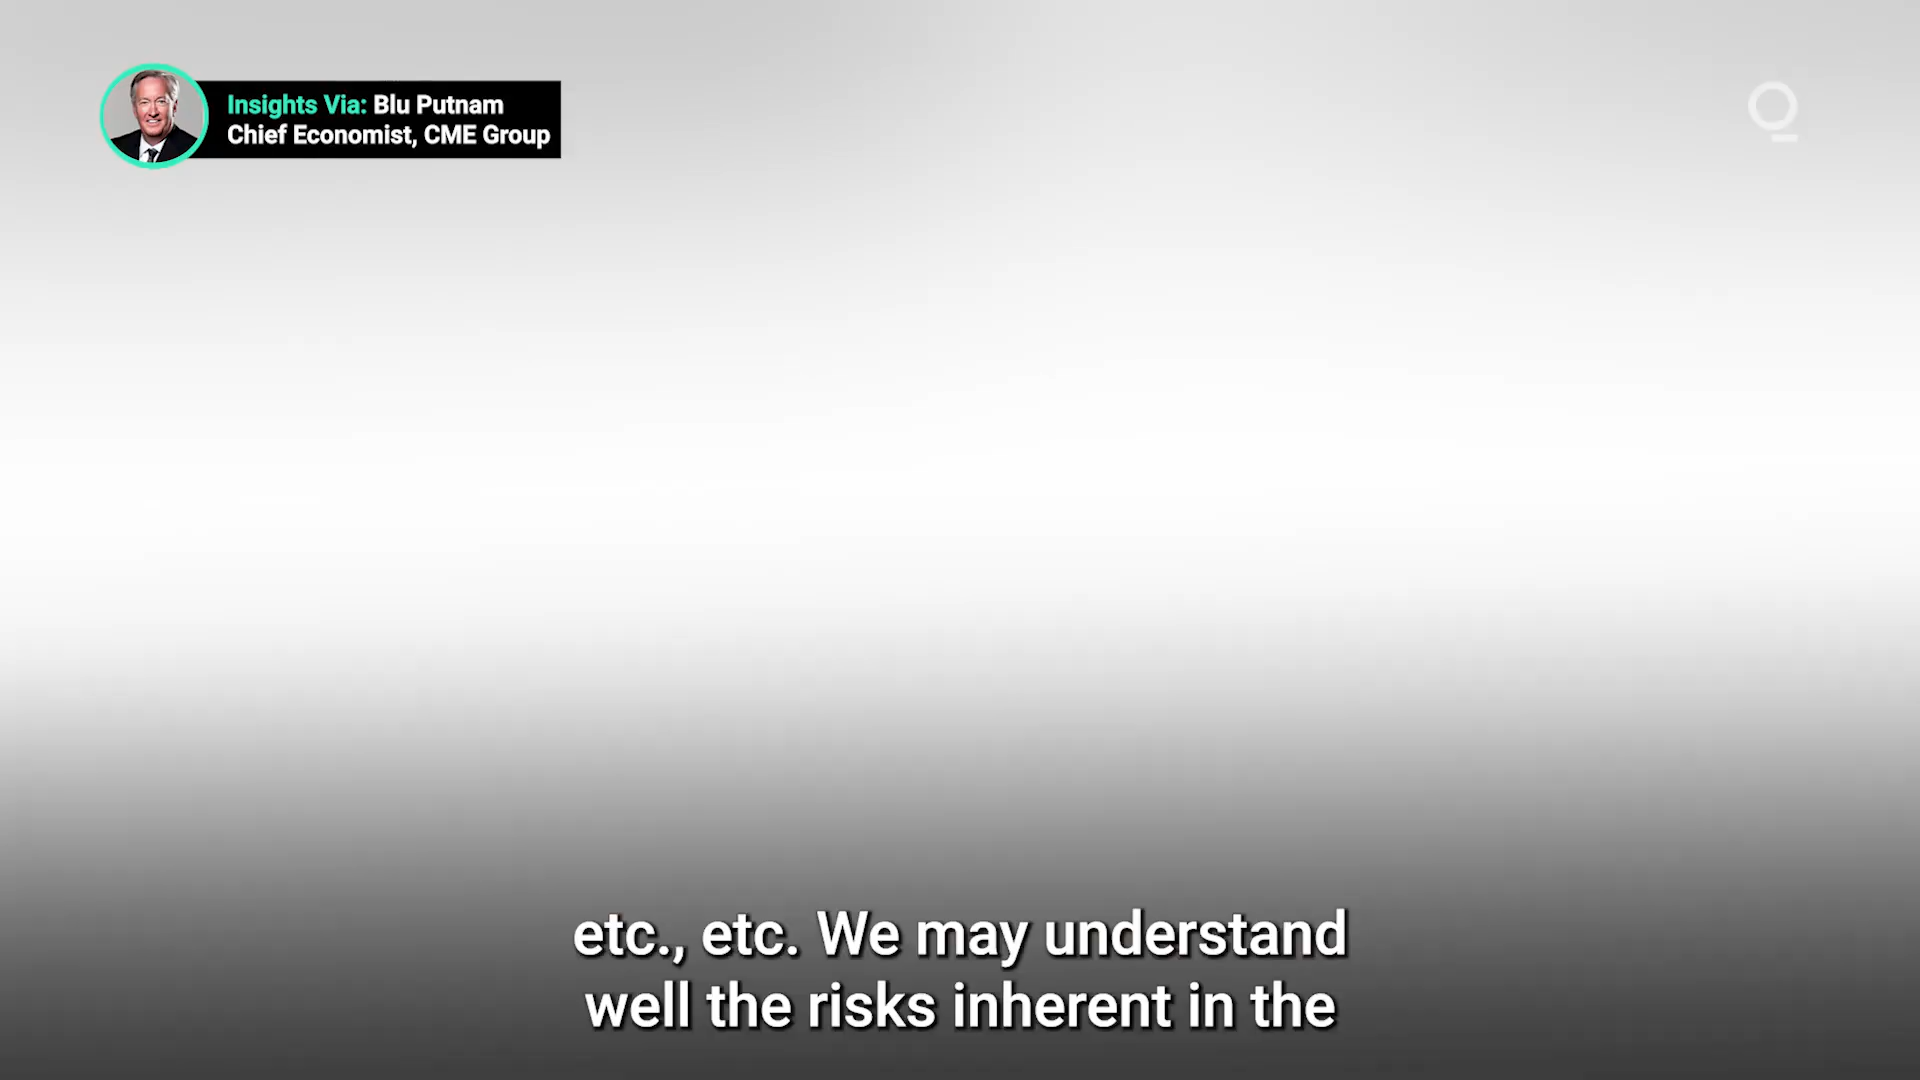 Insights Via: Blu Putnam
Chief Economist, CME Group
etc., etc. We may understand
well the risks inherent in the